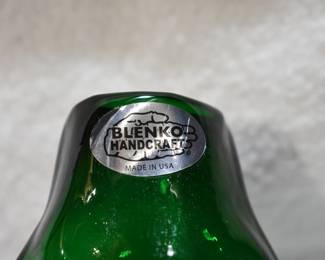 BLENKO
HANDCRAFT
®
MADE IN USA